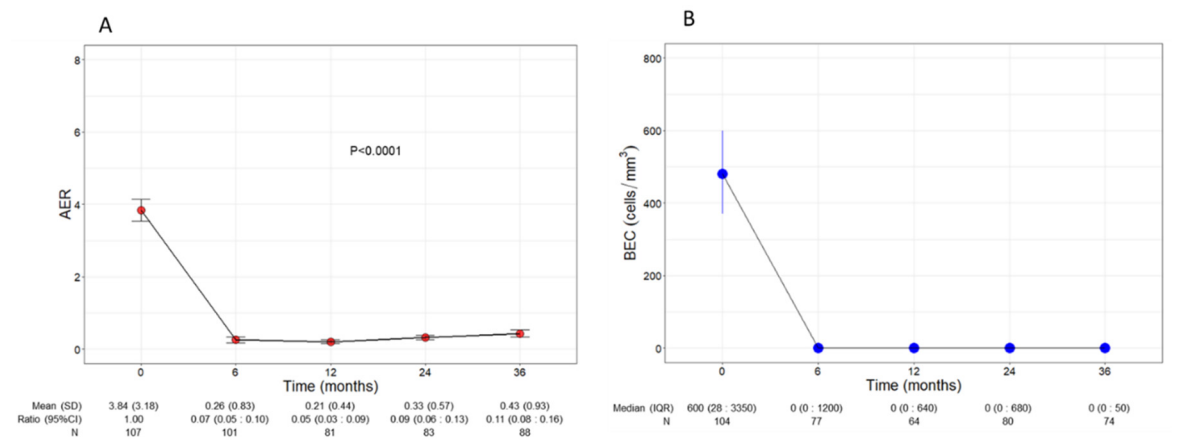 A
8
6
4
2
0
AER
P<0.0001
0 6 12 24 36
Time (months)
Mean (SD) 3.84 (3.18) 0.26 (0.83) 0.21 (0.44) 0.33 (0.57) 0.43 (0.93)
Ratio (95%CI) 1.00 0.07 (0.05 : 0.10) 0.05 (0.03 : 0.09) 0.09 (0.06 : 0.13) 0.11 (0.08 : 0.16)
N 107 101 81 83 88
B
800
600
400
200
0
BEC (cells/mm³)
0 6 12 24 36
Time (months)
Median (IQR) 600 (28 : 3350) 0 (0 : 1200) 0 (0 : 640) 0 (0 : 680) 0 (0 : 50)
N 104 77 64 80 74